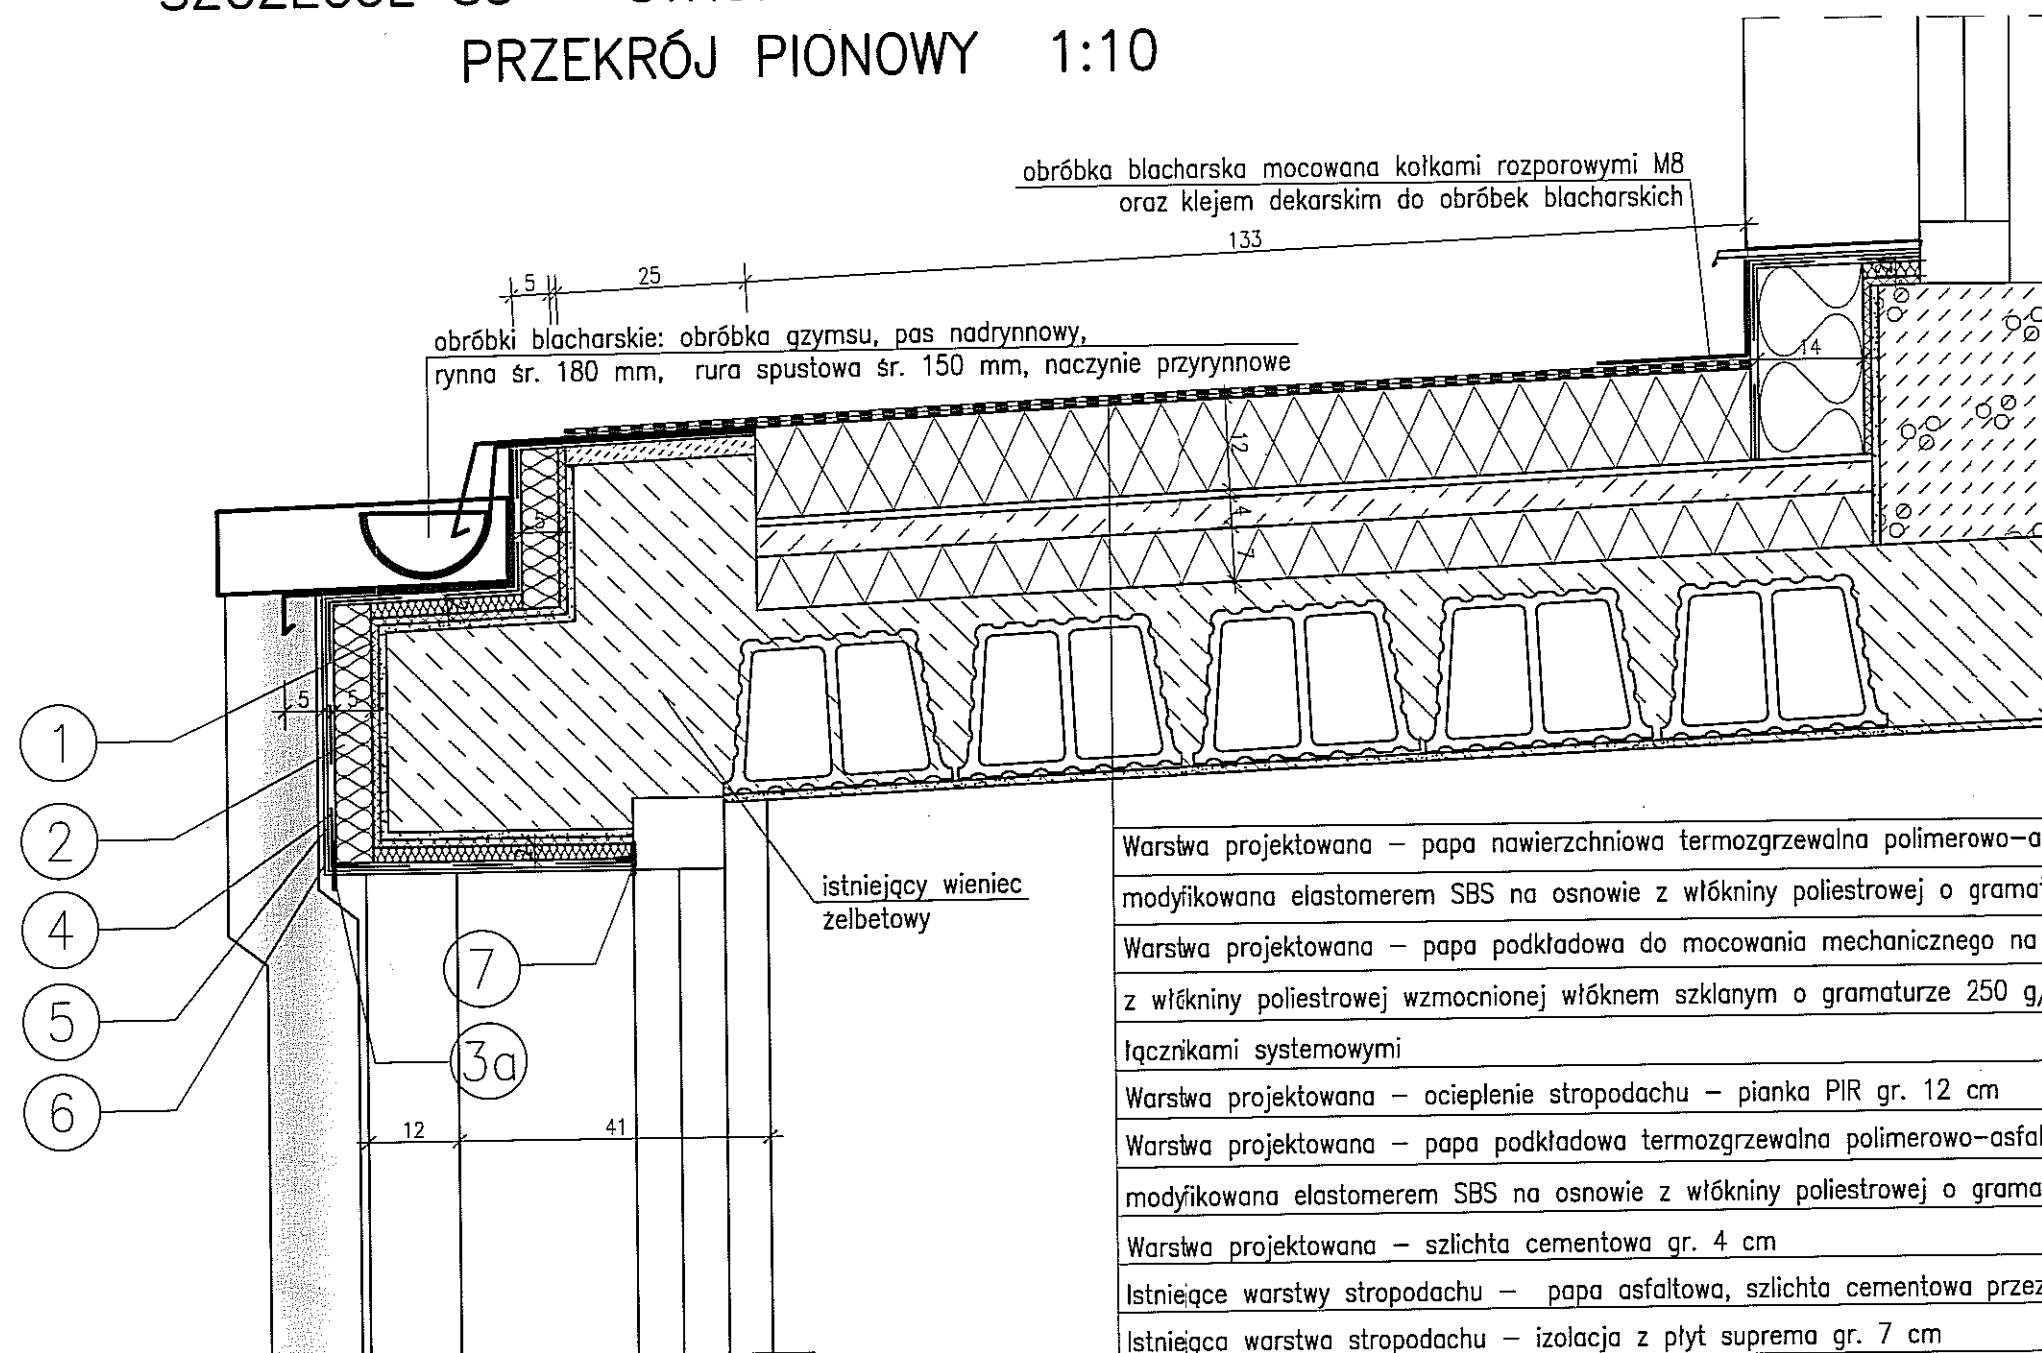 PRZEKRÓJ PIONOWY 1:10
obróbka blacharska mocowana kołkami rozporowymi M8
oraz klejem dekarskim do obróbek blacharskich
133
5
25
obróbki blacharskie: obróbka gzymsu, pas nadrynnowy,
rynna śr. 180 mm, rura spustowa śr. 150 mm, naczynie przyrynnowe
14
12
4
7
5
5
1
2
4
5
6
7
3a
istniejący wieniec
żelbetowy
12
41
Warstwa projektowana – papa nawierzchniowa termozgrzewalna polimerowo-a
modyfikowana elastomerem SBS na osnowie z włókniny poliestrowej o grama
Warstwa projektowana – papa podkładowa do mocowania mechanicznego na
z włókniny poliestrowej wzmocnionej włóknem szklanym o gramaturze 250 g/
łącznikami systemowymi
Warstwa projektowana – ocieplenie stropodachu – pianka PIR gr. 12 cm
Warstwa projektowana – papa podkładowa termozgrzewalna polimerowo-asfal
modyfikowana elastomerem SBS na osnowie z włókniny poliestrowej o grama
Warstwa projektowana – szlichta cementowa gr. 4 cm
Istniejące warstwy stropodachu – papa asfaltowa, szlichta cementowa przez
Istniejąca warstwa stropodachu – izolacja z płyt suprema gr. 7 cm